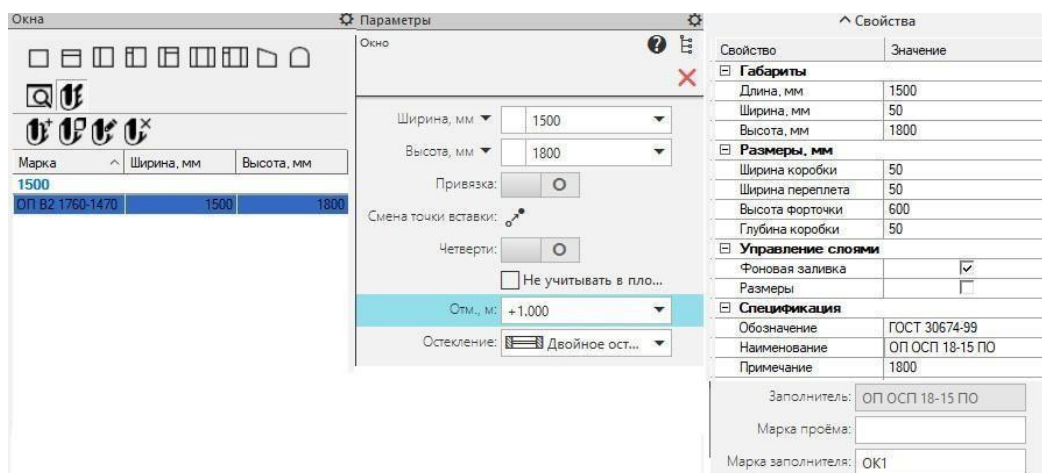 Окна
Марка Ширина, мм Высота, мм
1500
ОП В2 1760-1470 1500 1800
Параметры
Окно
Ширина, мм 1500
Высота, мм 1800
Привязка:
Смена точки вставки:
Четверти:
Не учитывать в пло...
Отм., м: +1.000
Остекление: Двойное ост...
Свойства
Свойство Значение
Габариты
Длина, мм 1500
Ширина, мм 50
Высота, мм 1800
Размеры, мм
Ширина коробки 50
Ширина переплета 50
Высота форточки 600
Глубина коробки 50
Управление слоями
Фоновая заливка
Размеры
Спецификация
Обозначение ГОСТ 30674-99
Наименование ОП ОСП 18-15 ПО
Примечание 1800
Заполнитель: ОП ОСП 18-15 ПО
Марка проёма:
Марка заполнителя: ОК1